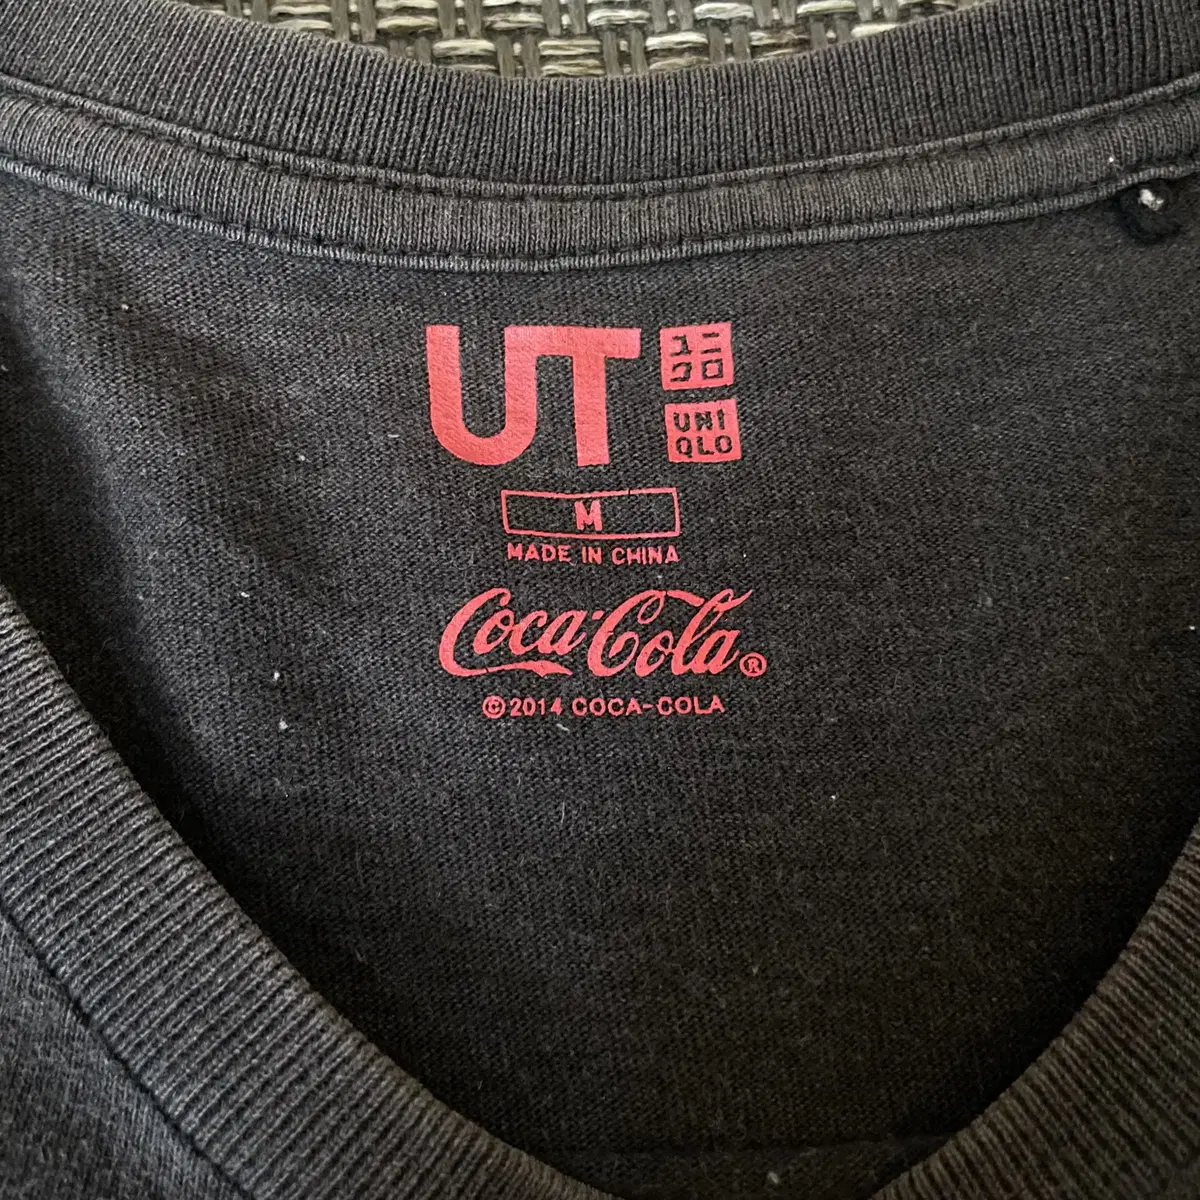 UT
ユニ
クロ
UNI
QLO
M
MADE IN CHINA
Coca-Cola®
©2014 COCA-COLA